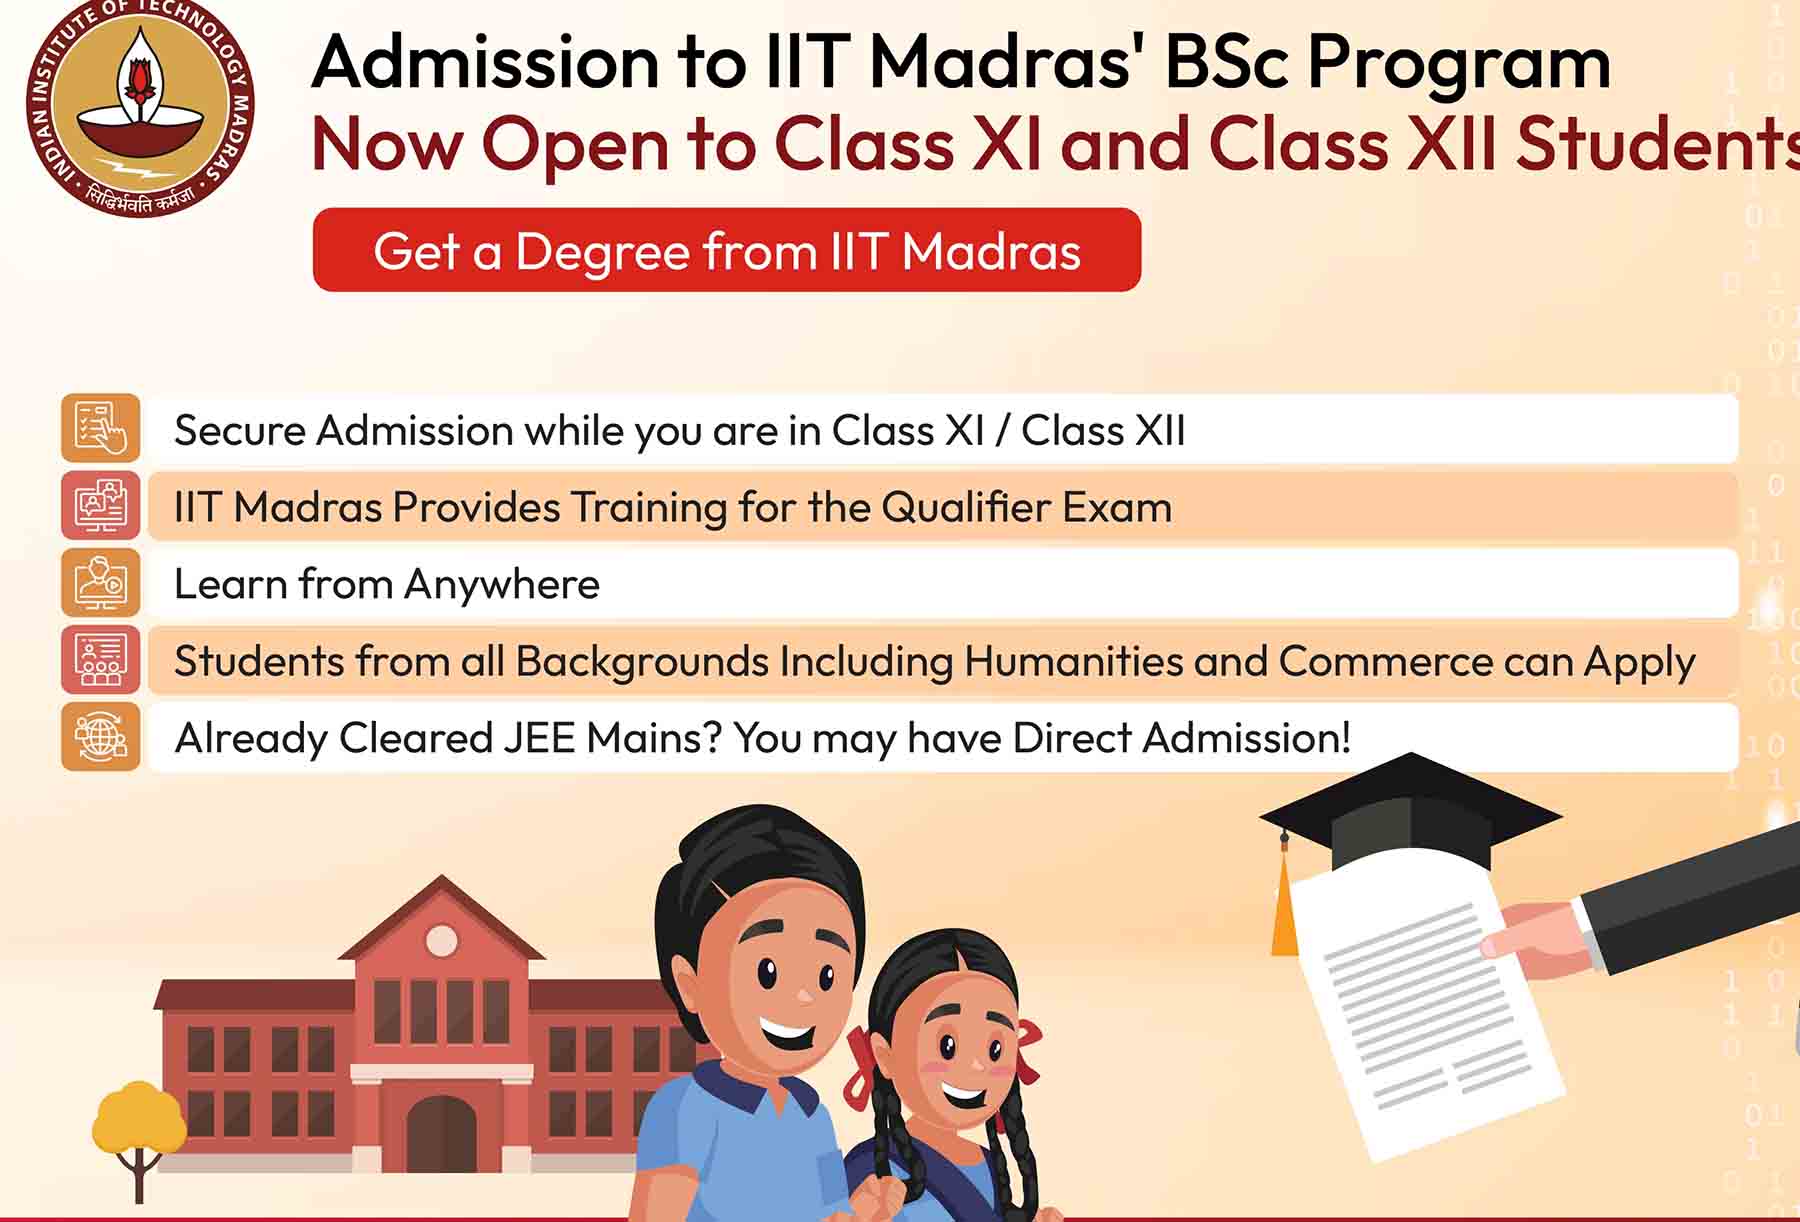 INDIAN INSTITUTE OF TECHNOLOGY MADRAS
सिद्धिर्भवति कर्मजा
Admission to IIT Madras' BSc Program
Now Open to Class XI and Class XII Students
Get a Degree from IIT Madras
Secure Admission while you are in Class XI / Class XII
IIT Madras Provides Training for the Qualifier Exam
Learn from Anywhere
Students from all Backgrounds Including Humanities and Commerce can Apply
Already Cleared JEE Mains? You may have Direct Admission!